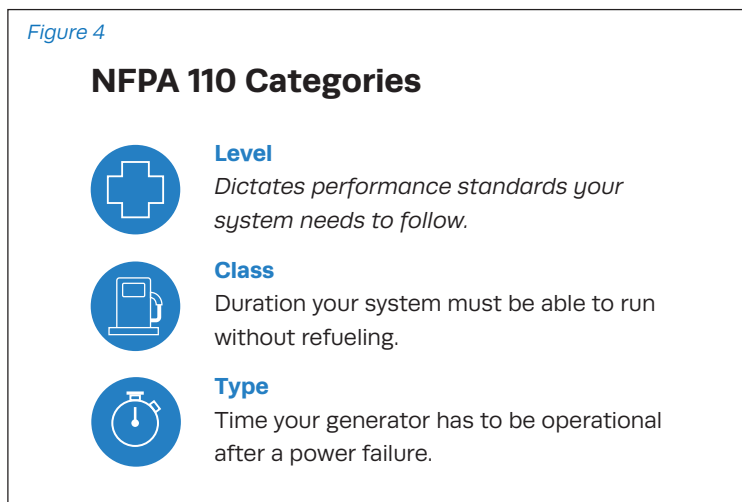 Figure 4
NFPA 110 Categories
Level
Dictates performance standards your
system needs to follow.
Class
Duration your system must be able to run
without refueling.
Type
Time your generator has to be operational
after a power failure.